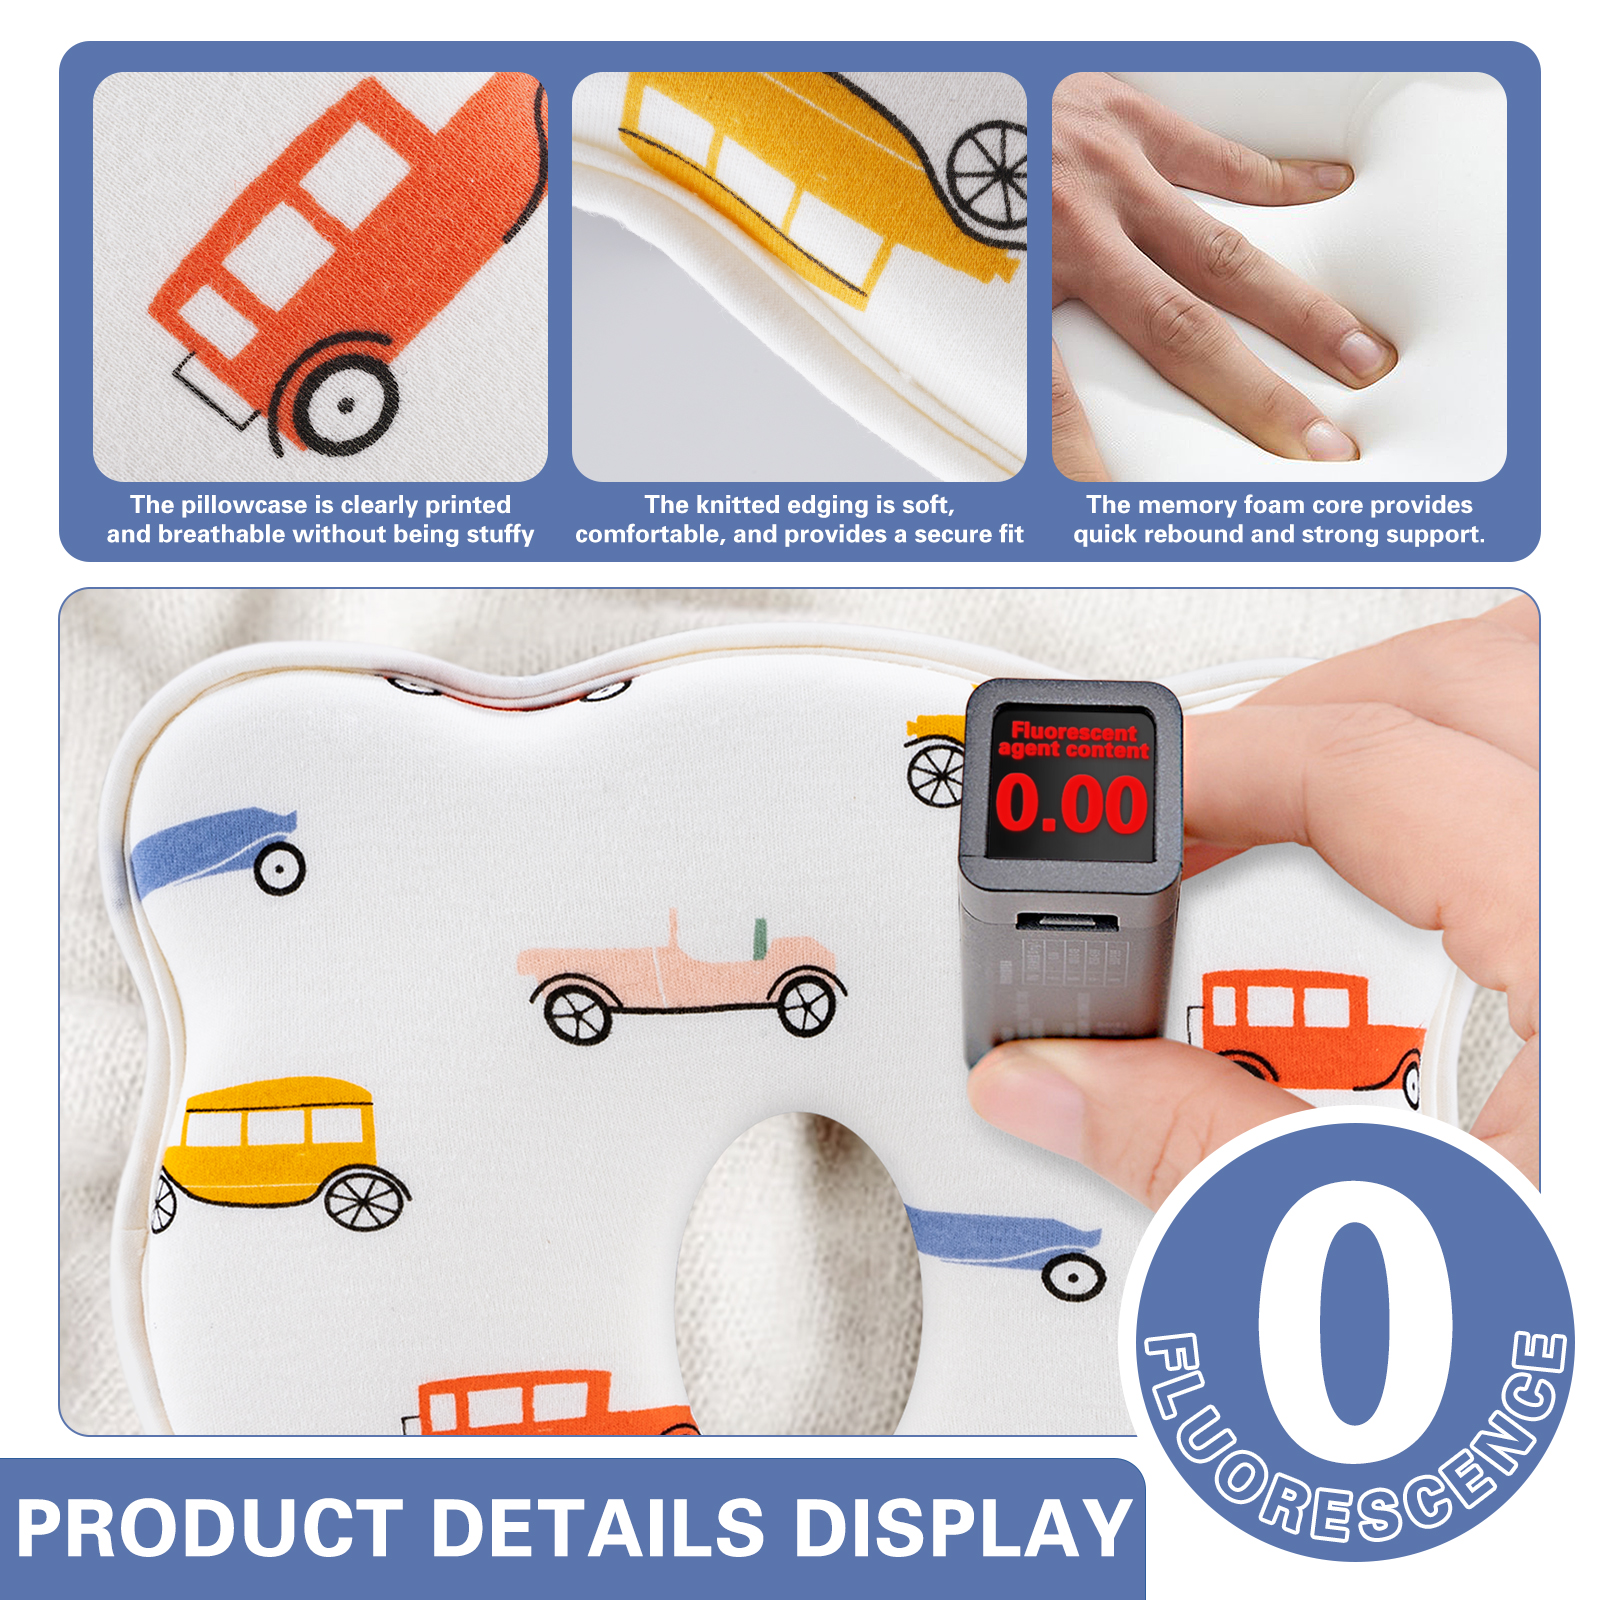 The pillowcase is clearly printed
and breathable without being stuffy
The knitted edging is soft,
comfortable, and provides a secure fit
The memory foam core provides
quick rebound and strong support.
Fluorescent
agent content
0.00
0
FLUORESCENCE
PRODUCT DETAILS DISPLAY